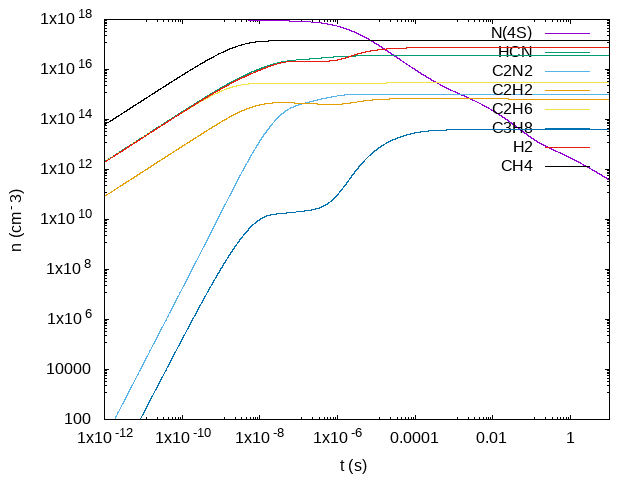 1x10^18
1x10^16
1x10^14
1x10^12
1x10^10
1x10^8
1x10^6
10000
100
n (cm^-3)
N(4S)
HCN
C2N2
C2H2
C2H6
C3H8
H2
CH4
1x10^-12
1x10^-10
1x10^-8
1x10^-6
0.0001
0.01
1
t (s)